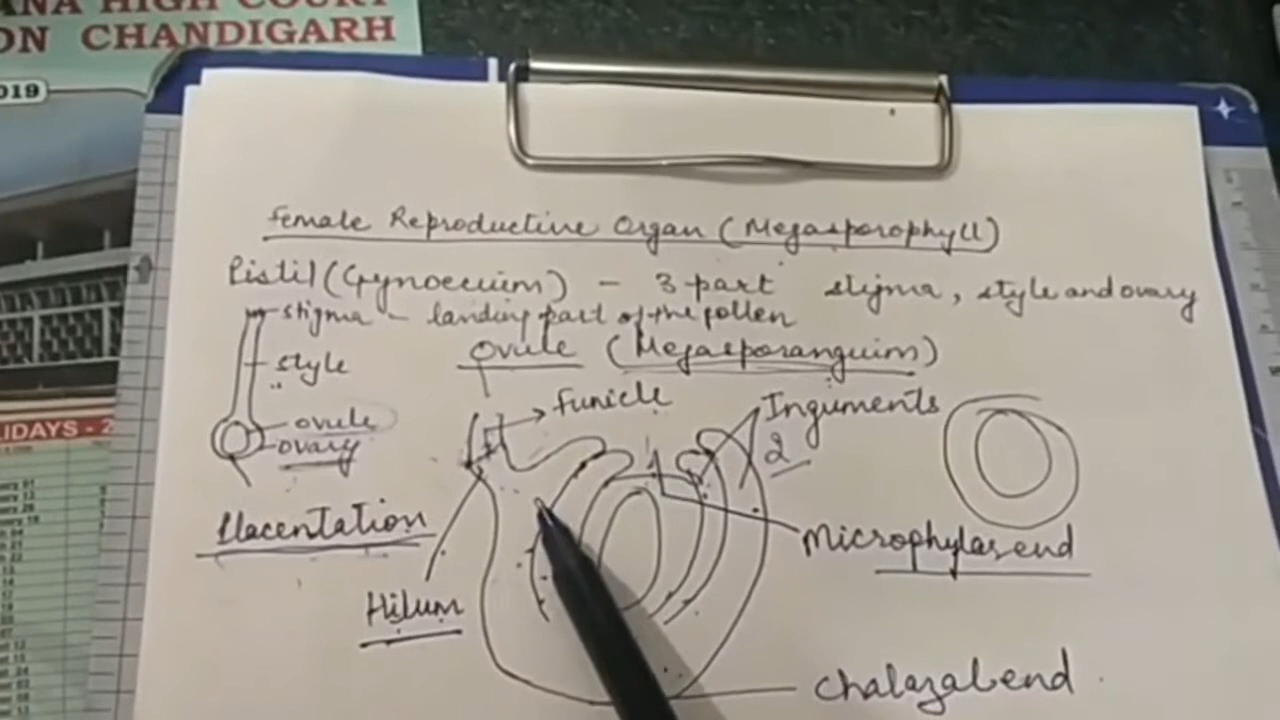 ANA HIGH COURT
ON CHANDIGARH
019
LIDAYS - 2
Female Reproductive Organ (Megasporophyll)
Pistil (Gynoecium) - 3 part stigma, style and ovary
stigma - landing part of the pollen
style
ovule
ovary
Ovule (Megasporanguim)
Funicle
Inguments
2
Placentation
Hilum
Microphylar end
Chalazal end